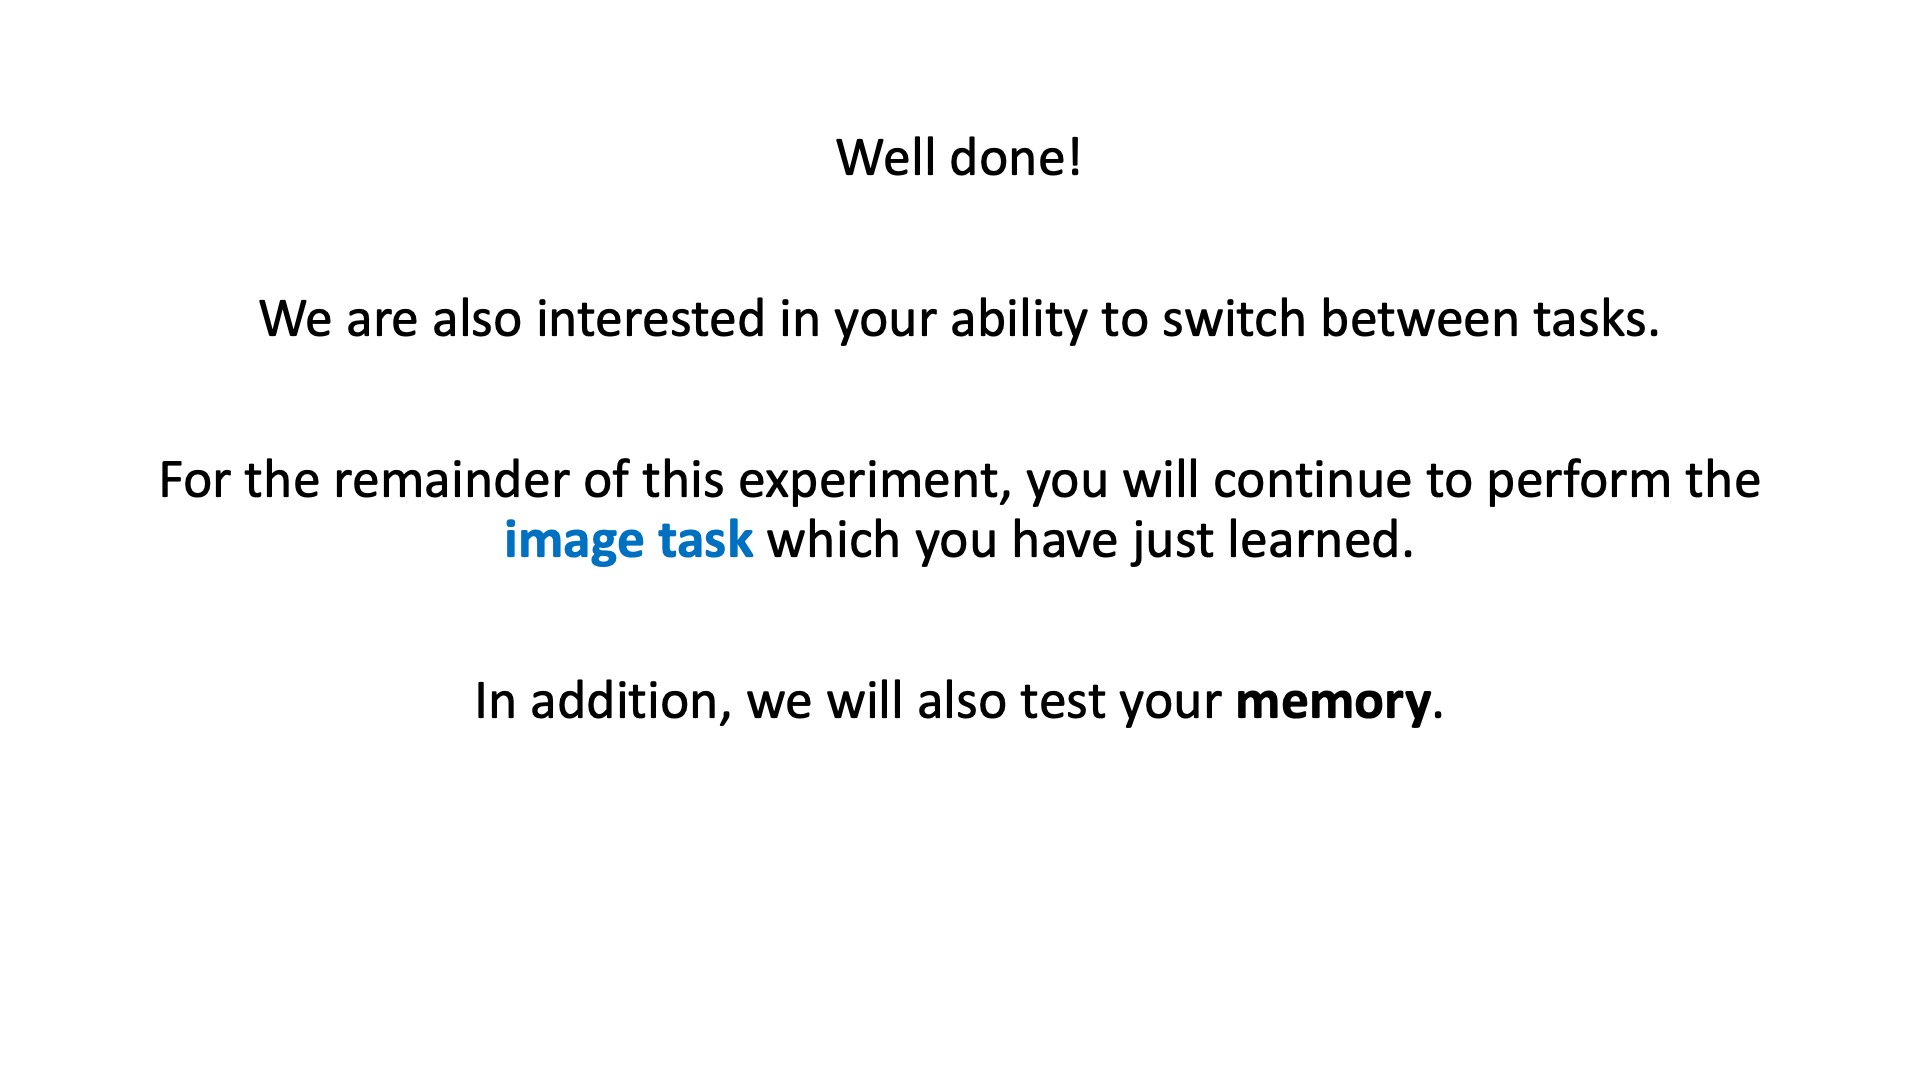 Well done!
We are also interested in your ability to switch between tasks.
For the remainder of this experiment, you will continue to perform the
image task which you have just learned.
In addition, we will also test your memory.